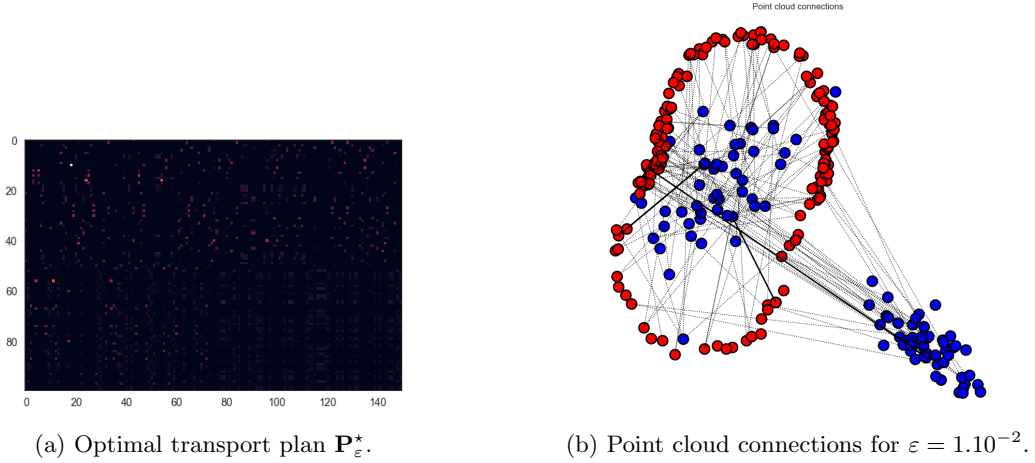 Point cloud connections
0
20
40
60
80
0 20 40 60 80 100 120 140
(a) Optimal transport plan P⋆ε.
(b) Point cloud connections for ε = 1.10−2.